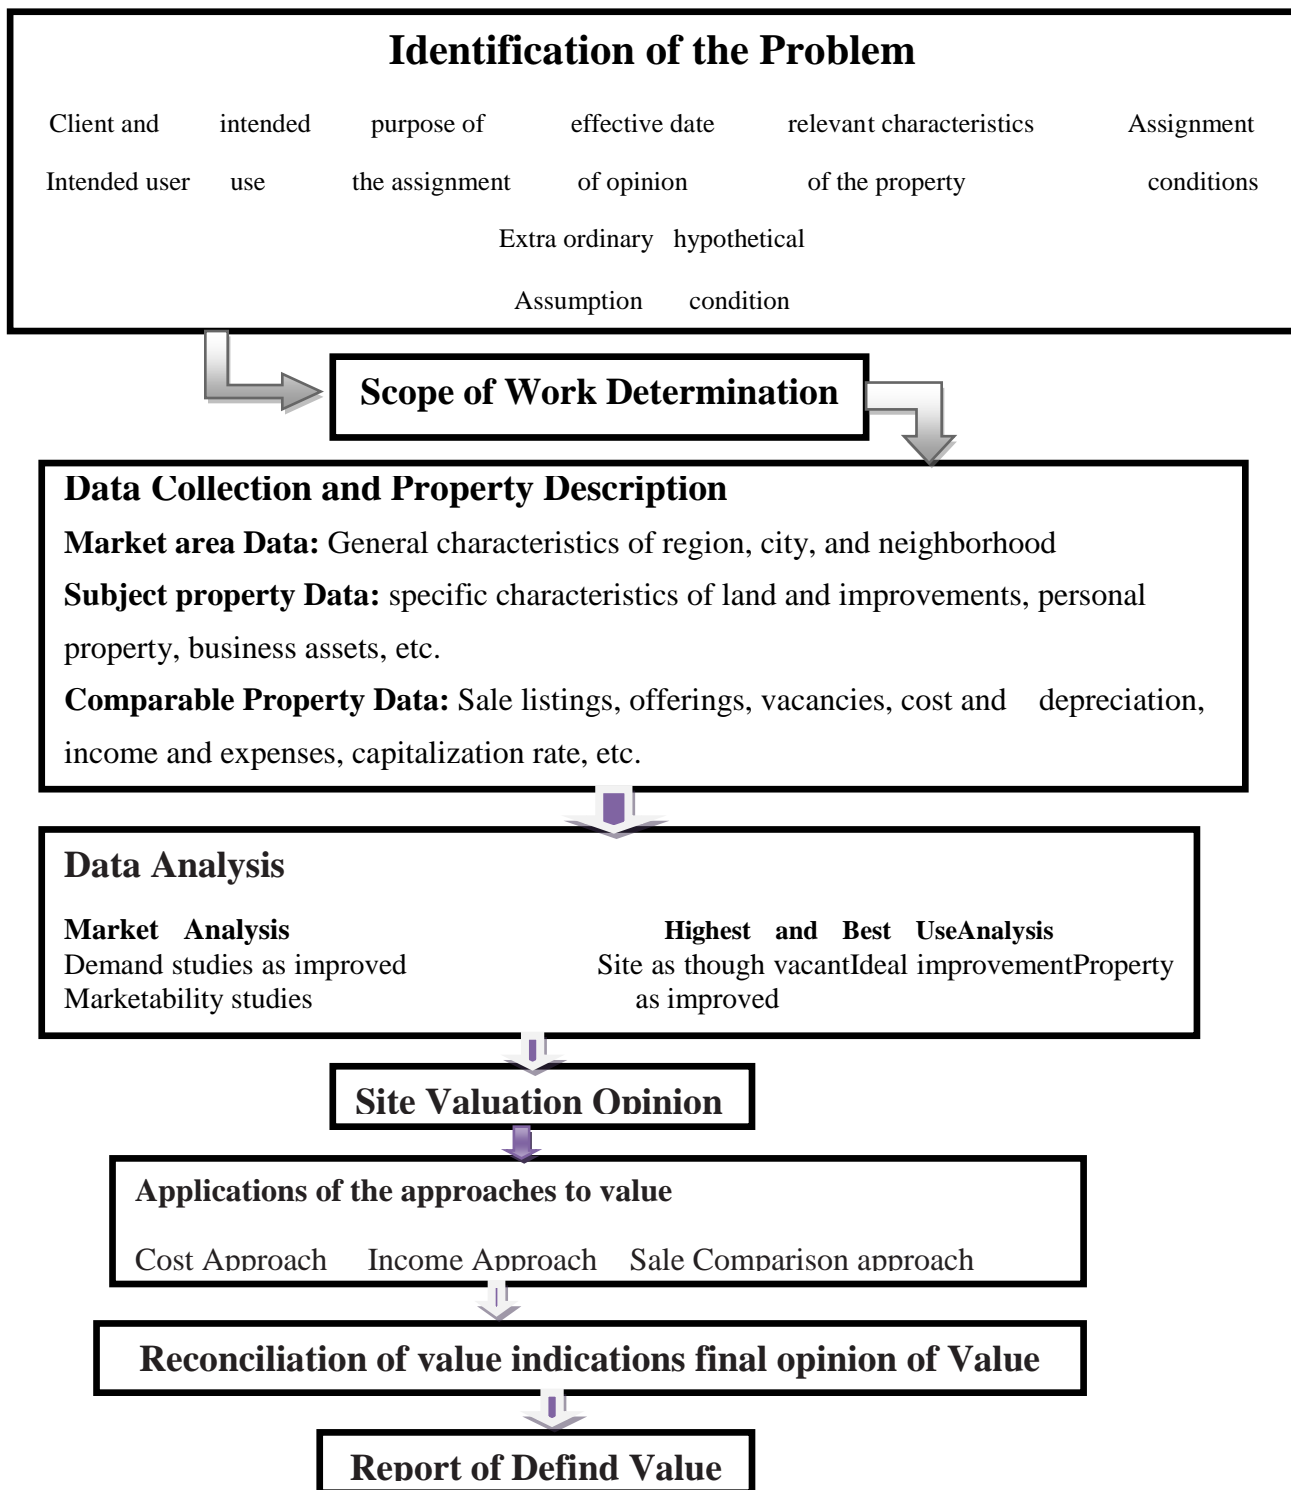 Identification of the Problem
Client and intended purpose of effective date relevant characteristics Assignment
Intended user use the assignment of opinion of the property conditions
Extra ordinary hypothetical
Assumption condition
Scope of Work Determination
Data Collection and Property Description
Market area Data: General characteristics of region, city, and neighborhood
Subject property Data: specific characteristics of land and improvements, personal
property, business assets, etc.
Comparable Property Data: Sale listings, offerings, vacancies, cost and depreciation,
income and expenses, capitalization rate, etc.
Data Analysis
Market Analysis Highest and Best UseAnalysis
Demand studies as improved Site as though vacantIdeal improvementProperty
Marketability studies as improved
Site Valuation Opinion
Applications of the approaches to value
Cost Approach Income Approach Sale Comparison approach
Reconciliation of value indications final opinion of Value
Report of Defind Value